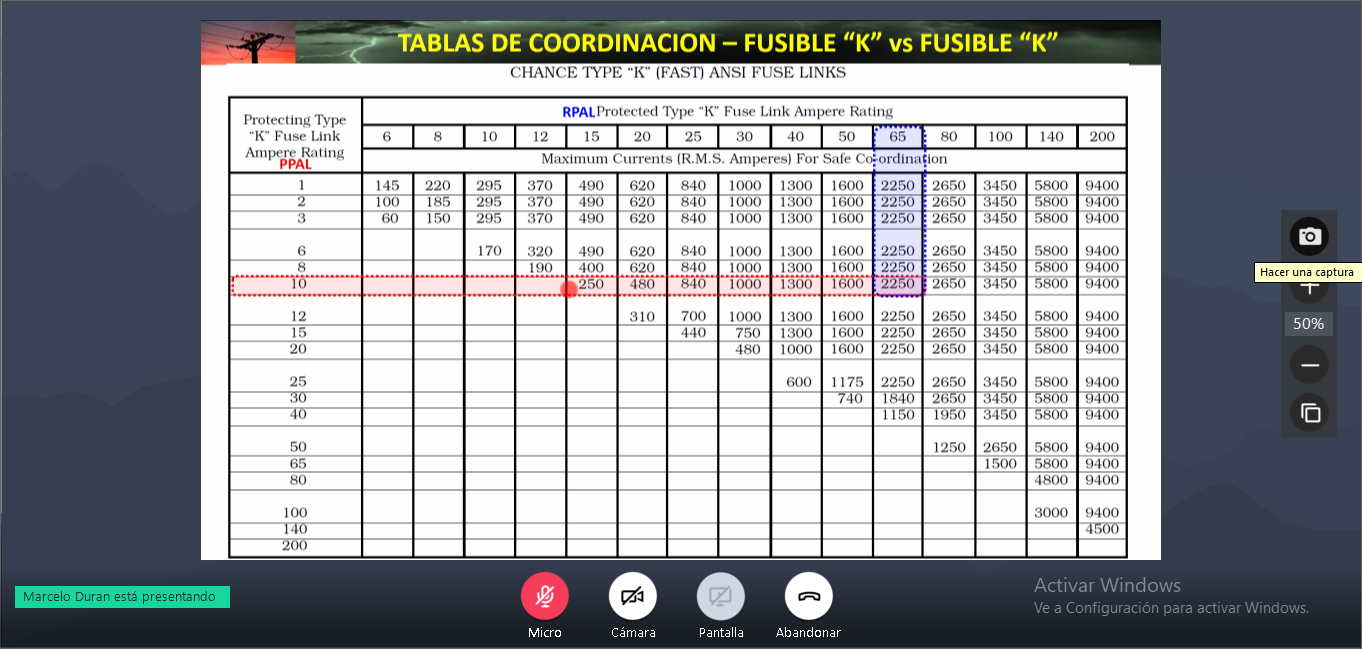 TABLAS DE COORDINACION – FUSIBLE “K” vs FUSIBLE “K”
CHANCE TYPE “K” (FAST) ANSI FUSE LINKS
Protecting Type
“K” Fuse Link
Ampere Rating
PPAL
RPAL Protected Type “K” Fuse Link Ampere Rating
6 8 10 12 15 20 25 30 40 50 65 80 100 140 200
Maximum Currents (R.M.S. Amperes) For Safe Co-ordination
1 145 220 295 370 490 620 840 1000 1300 1600 2250 2650 3450 5800 9400
2 100 185 295 370 490 620 840 1000 1300 1600 2250 2650 3450 5800 9400
3 60 150 295 370 490 620 840 1000 1300 1600 2250 2650 3450 5800 9400
6 170 320 490 620 840 1000 1300 1600 2250 2650 3450 5800 9400
8 190 400 620 840 1000 1300 1600 2250 2650 3450 5800 9400
10 250 480 840 1000 1300 1600 2250 2650 3450 5800 9400
12 310 700 1000 1300 1600 2250 2650 3450 5800 9400
15 440 750 1300 1600 2250 2650 3450 5800 9400
20 480 1000 1600 2250 2650 3450 5800 9400
25 600 1175 2250 2650 3450 5800 9400
30 740 1840 2650 3450 5800 9400
40 1150 1950 3450 5800 9400
50 1250 2650 5800 9400
65 1500 5800 9400
80 4800 9400
100 3000 9400
140 4500
200
Hacer una captura
50%
Marcelo Duran está presentando
Micro
Cámara
Pantalla
Abandonar
Activar Windows
Ve a Configuración para activar Windows.